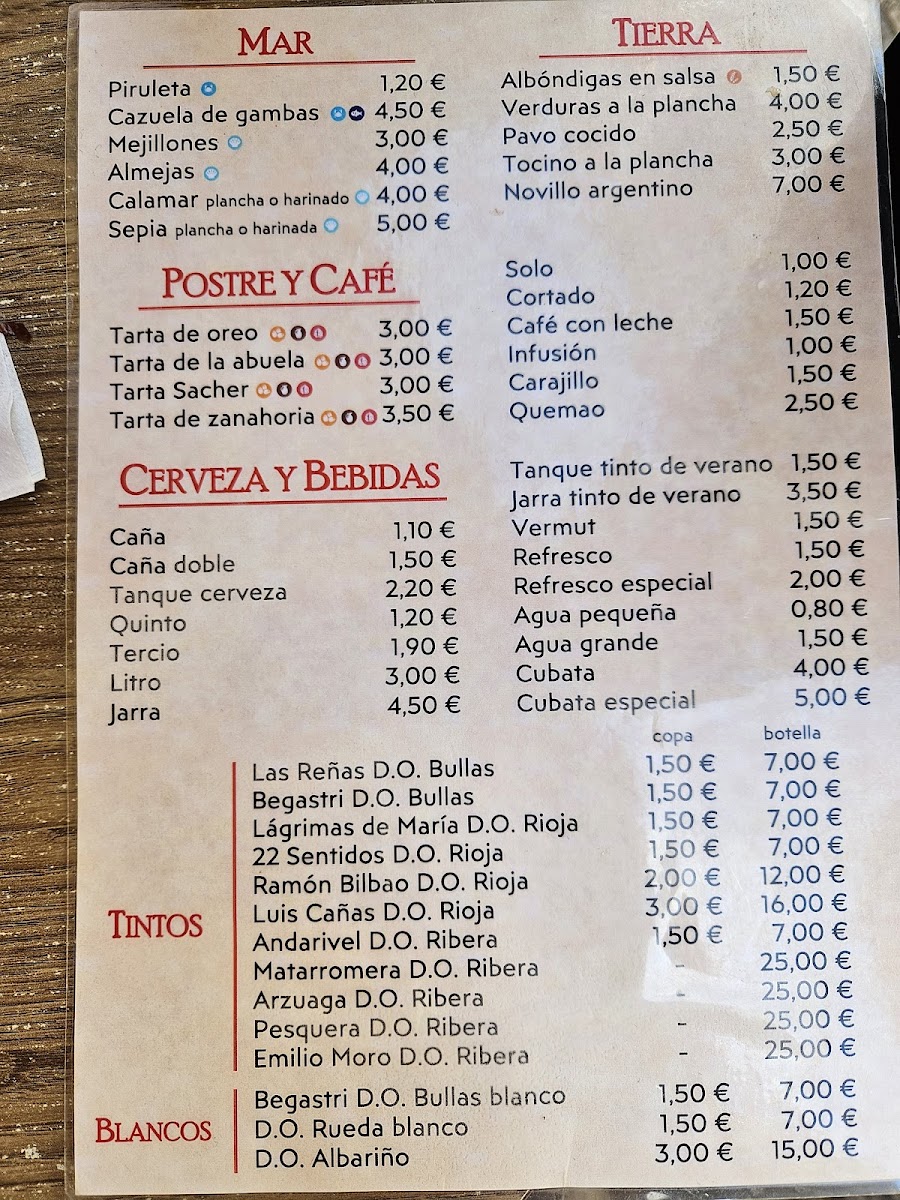 MAR
Piruleta 1,20 €
Cazuela de gambas 4,50 €
Mejillones 3,00 €
Almejas 4,00 €
Calamar plancha o harinado 4,00 €
Sepia plancha o harinada 5,00 €
TIERRA
Albóndigas en salsa 1,50 €
Verduras a la plancha 4,00 €
Pavo cocido 2,50 €
Tocino a la plancha 3,00 €
Novillo argentino 7,00 €
POSTRE Y CAFÉ
Tarta de oreo 3,00 €
Tarta de la abuela 3,00 €
Tarta Sacher 3,00 €
Tarta de zanahoria 3,50 €
Solo 1,00 €
Cortado 1,20 €
Café con leche 1,50 €
Infusión 1,00 €
Carajillo 1,50 €
Quemao 2,50 €
CERVEZA Y BEBIDAS
Caña 1,10 €
Caña doble 1,50 €
Tanque cerveza 2,20 €
Quinto 1,20 €
Tercio 1,90 €
Litro 3,00 €
Jarra 4,50 €
Tanque tinto de verano 1,50 €
Jarra tinto de verano 3,50 €
Vermut 1,50 €
Refresco 1,50 €
Refresco especial 2,00 €
Agua pequeña 0,80 €
Agua grande 1,50 €
Cubata 4,00 €
Cubata especial 5,00 €
copa botella
TINTOS
Las Reñas D.O. Bullas 1,50 € 7,00 €
Begastri D.O. Bullas 1,50 € 7,00 €
Lágrimas de María D.O. Rioja 1,50 € 7,00 €
22 Sentidos D.O. Rioja 1,50 € 7,00 €
Ramón Bilbao D.O. Rioja 2,00 € 12,00 €
Luis Cañas D.O. Rioja 3,00 € 16,00 €
Andarivel D.O. Ribera 1,50 € 7,00 €
Matarromera D.O. Ribera - 25,00 €
Arzuaga D.O. Ribera - 25,00 €
Pesquera D.O. Ribera - 25,00 €
Emilio Moro D.O. Ribera - 25,00 €
BLANCOS
Begastri D.O. Bullas blanco 1,50 € 7,00 €
D.O. Rueda blanco 1,50 € 7,00 €
D.O. Albariño 3,00 € 15,00 €